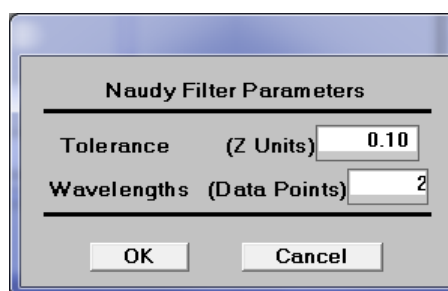 Naudy Filter Parameters
Tolerance (Z Units) 0.10
Wavelengths (Data Points) 2
OK Cancel